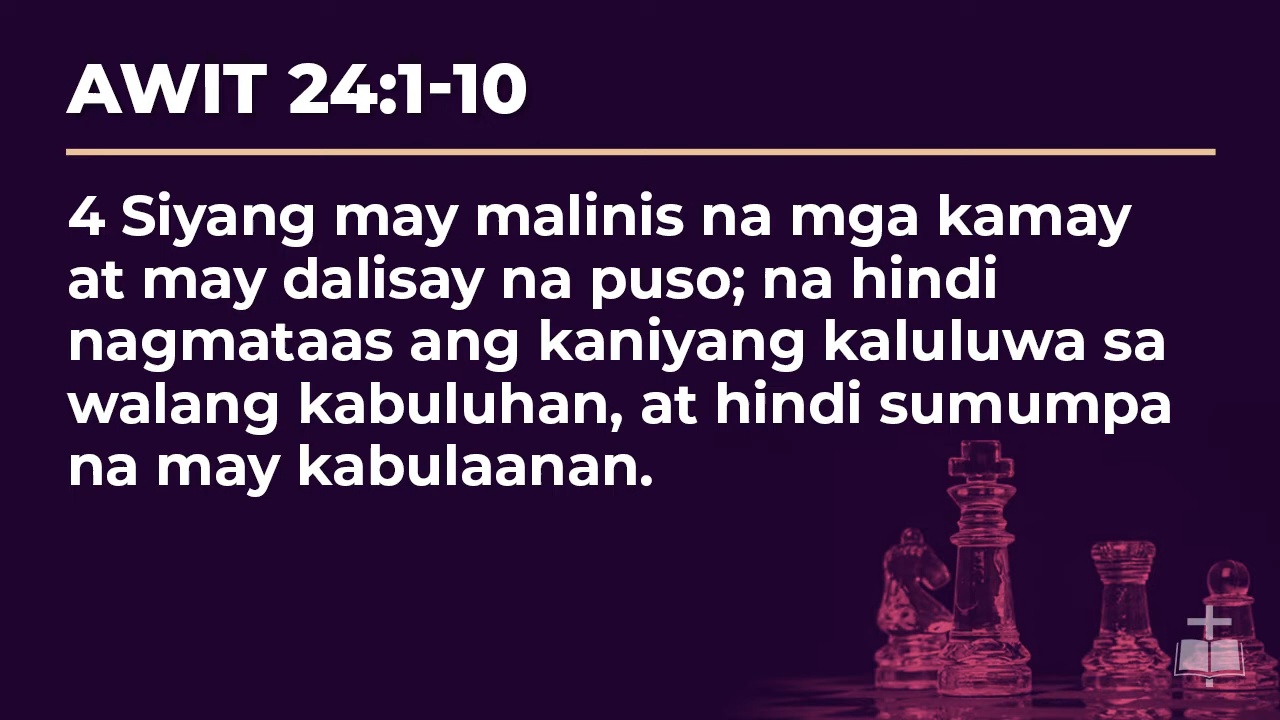 AWIT 24:1-10
4 Siyang may malinis na mga kamay
at may dalisay na puso; na hindi
nagmataas ang kaniyang kaluluwa sa
walang kabuluhan, at hindi sumumpa
na may kabulaanan.